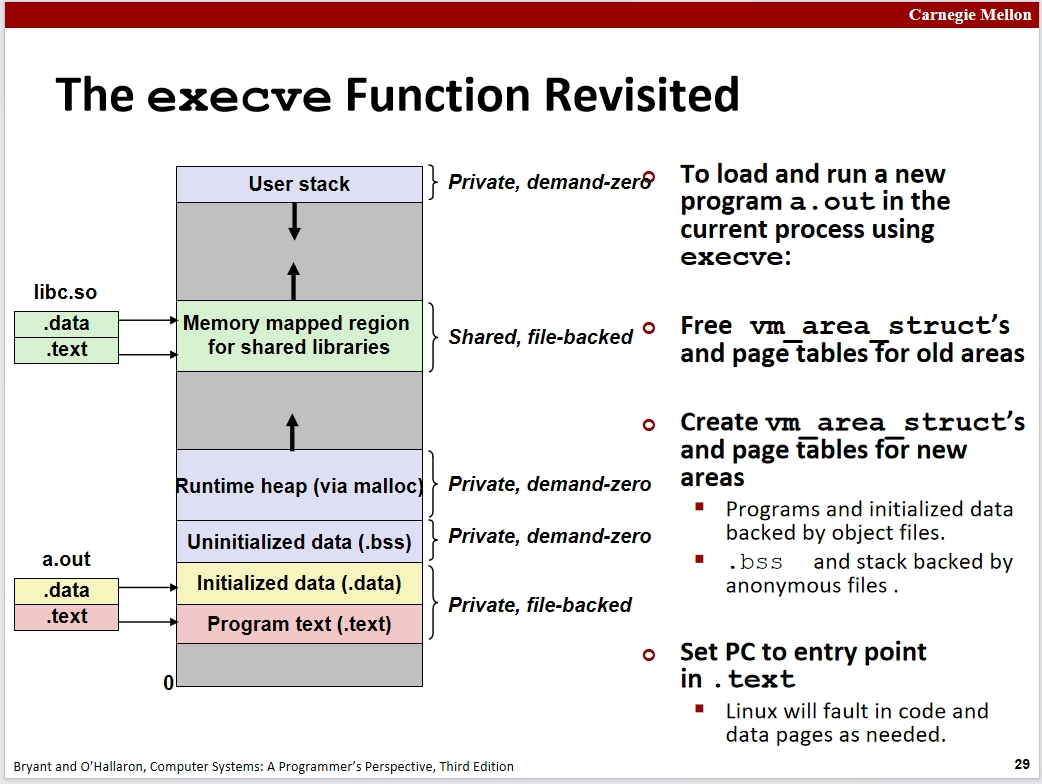 Carnegie Mellon
The execve Function Revisited
User stack
Private, demand-zero
libc.so
.data
.text
Memory mapped region
for shared libraries
Shared, file-backed
Runtime heap (via malloc)
Private, demand-zero
Uninitialized data (.bss)
Private, demand-zero
a.out
.data
.text
Initialized data (.data)
Program text (.text)
Private, file-backed
0
To load and run a new
program a.out in the
current process using
execve:
Free vm_area_struct’s
and page tables for old areas
Create vm_area_struct’s
and page tables for new
areas
Programs and initialized data
backed by object files.
.bss and stack backed by
anonymous files .
Set PC to entry point
in .text
Linux will fault in code and
data pages as needed.
Bryant and O’Hallaron, Computer Systems: A Programmer’s Perspective, Third Edition
29